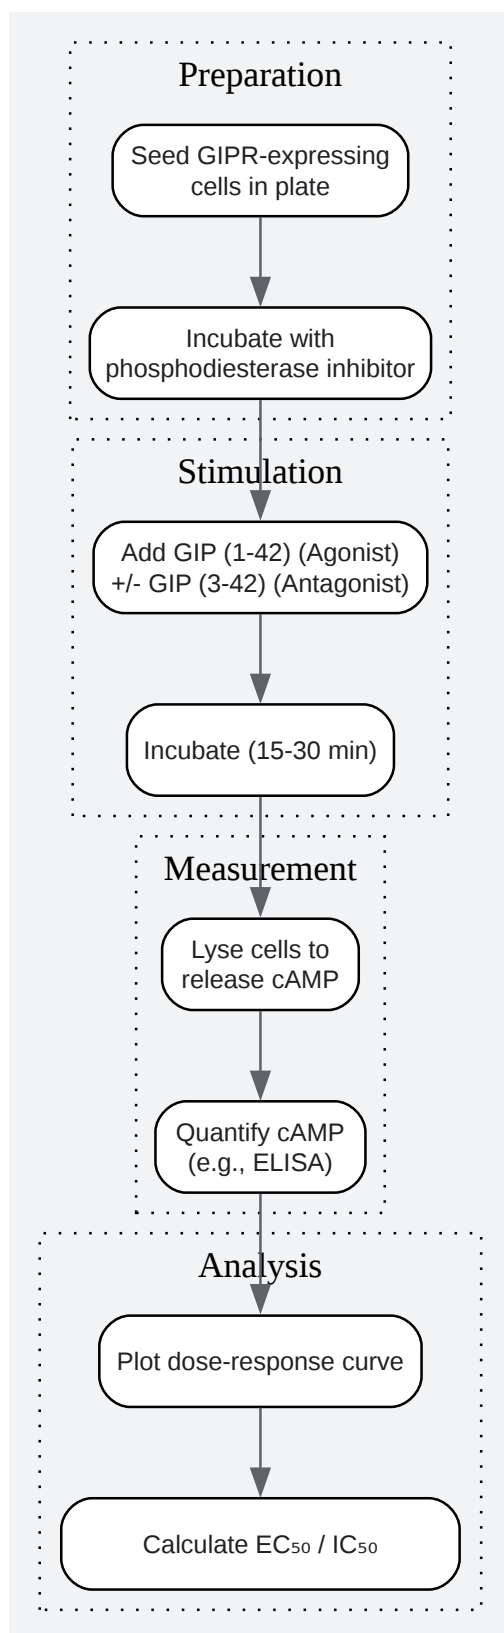 Preparation
Seed GIPR-expressing
cells in plate
Incubate with
phosphodiesterase inhibitor
Stimulation
Add GIP (1-42) (Agonist)
+/- GIP (3-42) (Antagonist)
Incubate (15-30 min)
Measurement
Lyse cells to
release cAMP
Quantify cAMP
(e.g., ELISA)
Analysis
Plot dose-response curve
Calculate EC₅₀ / IC₅₀